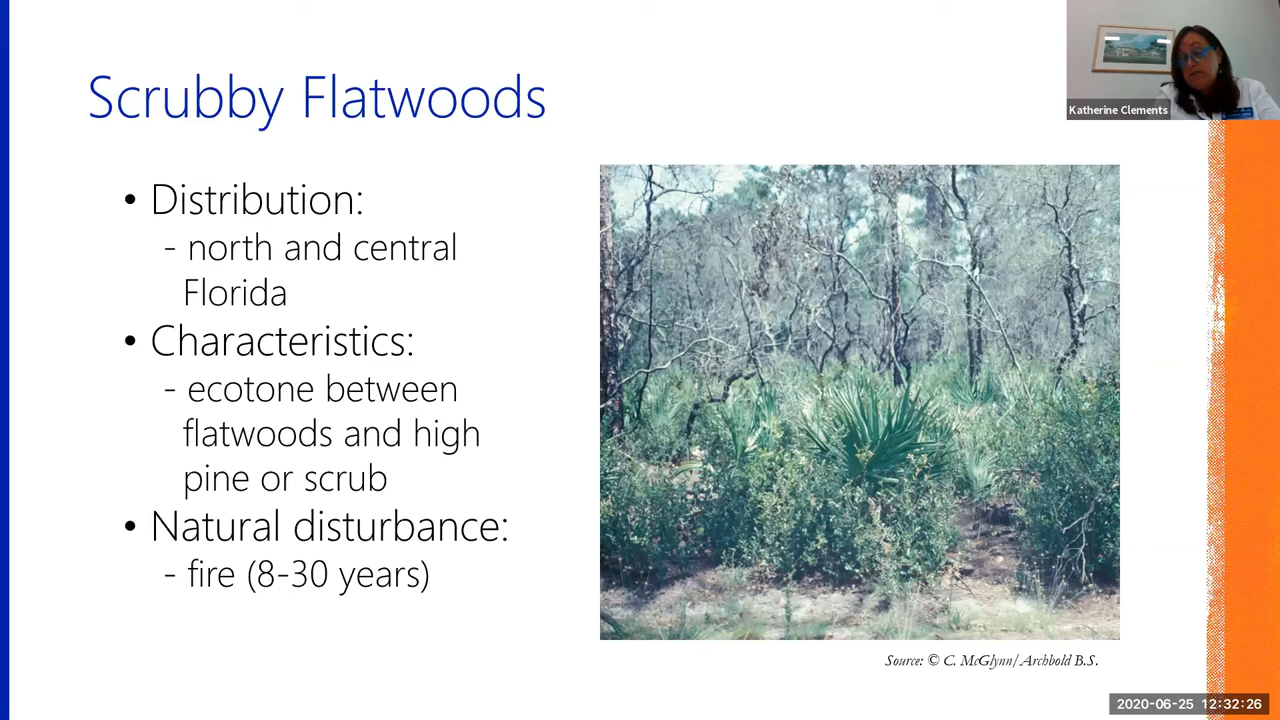 Scrubby Flatwoods
Katherine Clements
• Distribution:
- north and central
Florida
• Characteristics:
- ecotone between
flatwoods and high
pine or scrub
• Natural disturbance:
- fire (8-30 years)
Source: © C. McGlynn/Archbold B.S.
2020-06-25 12:32:26